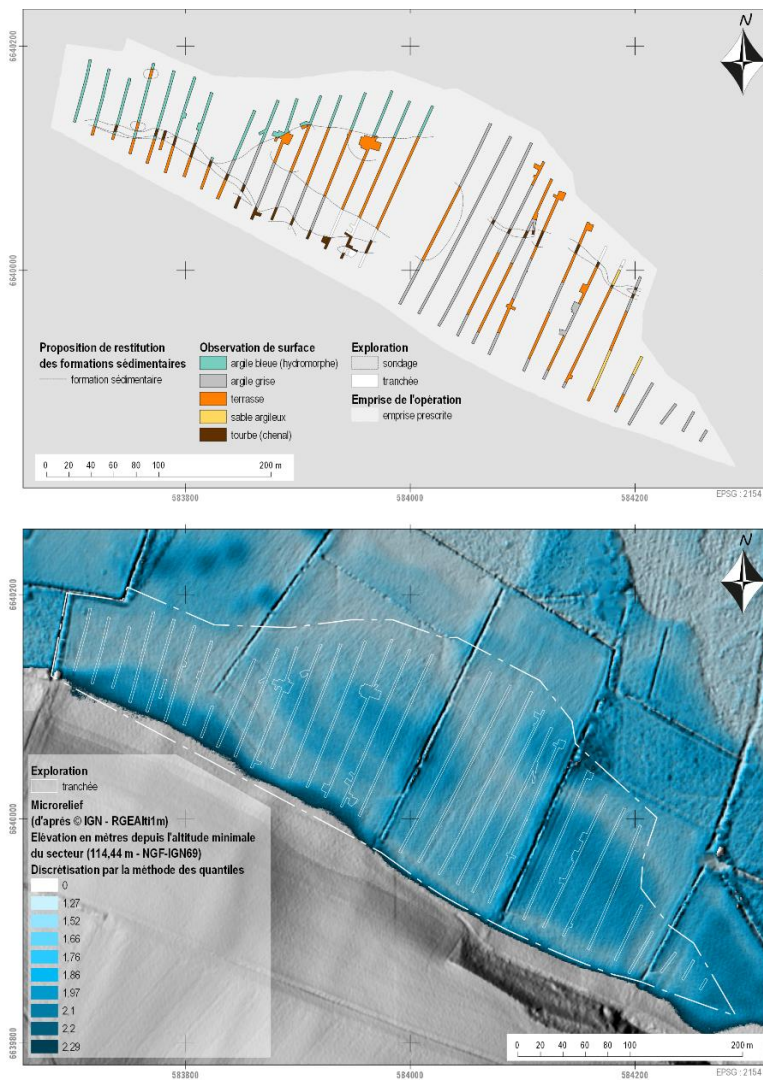 N
6640200
6640000
Proposition de restitution
des formations sédimentaires
formation sédimentaire
Observation de surface
argile bleue (hydromorphe)
argile grise
terrasse
sable argileux
tourbe (chenal)
Exploration
sondage
tranchée
Emprise de l'opération
emprise prescrite
0 20 40 60 80 100 200 m
583800 584000 584200
EPSG : 2154
N
6640200
6640000
6639800
Exploration
tranchée
Microrelief
(d'après © IGN - RGEAlti1m)
Elévation en mètres depuis l'altitude minimale
du secteur (114,44 m - NGF-IGN69)
Discrétisation par la méthode des quantiles
0
1.27
1.52
1.66
1.76
1.86
1.97
2.1
2.2
2.29
0 20 40 60 80 100 200 m
583800 584000 584200
EPSG : 2154